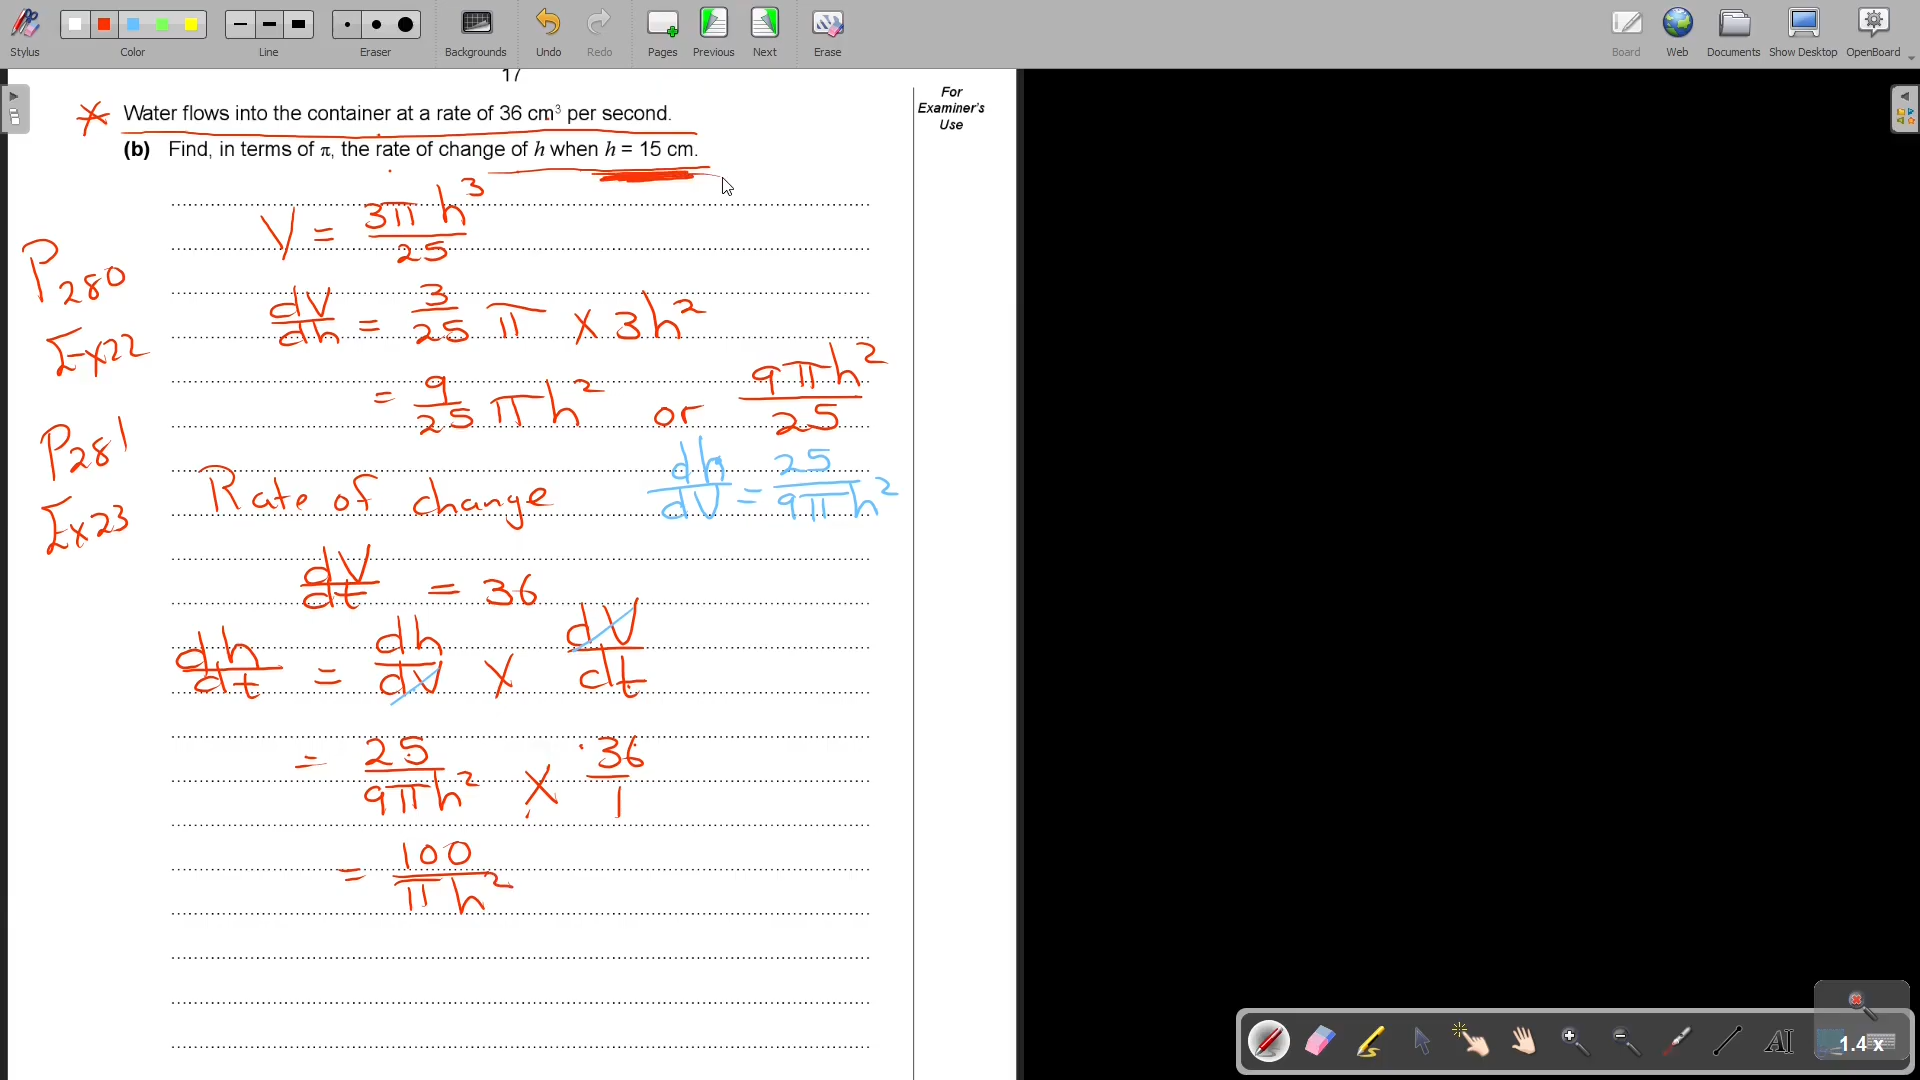 Stylus Color Line Eraser Backgrounds Undo Redo Pages Previous Next Erase Board Web Documents Show Desktop OpenBoard
17
For
Examiner's
Use
Water flows into the container at a rate of 36 cm³ per second.
(b) Find, in terms of π, the rate of change of h when h = 15 cm.
V = 3πh³/25
P280
dV/dh = 3/25 π × 3h²
Ex22
= 9/25 πh² or 9πh²/25
P281
dh/dV = 25/9πh²
Rate of change
Ex23
dV/dt = 36
dh/dt = dh/dV × dV/dt
= 25/9πh² × 36/1
= 100/πh²
AI
1.4 x